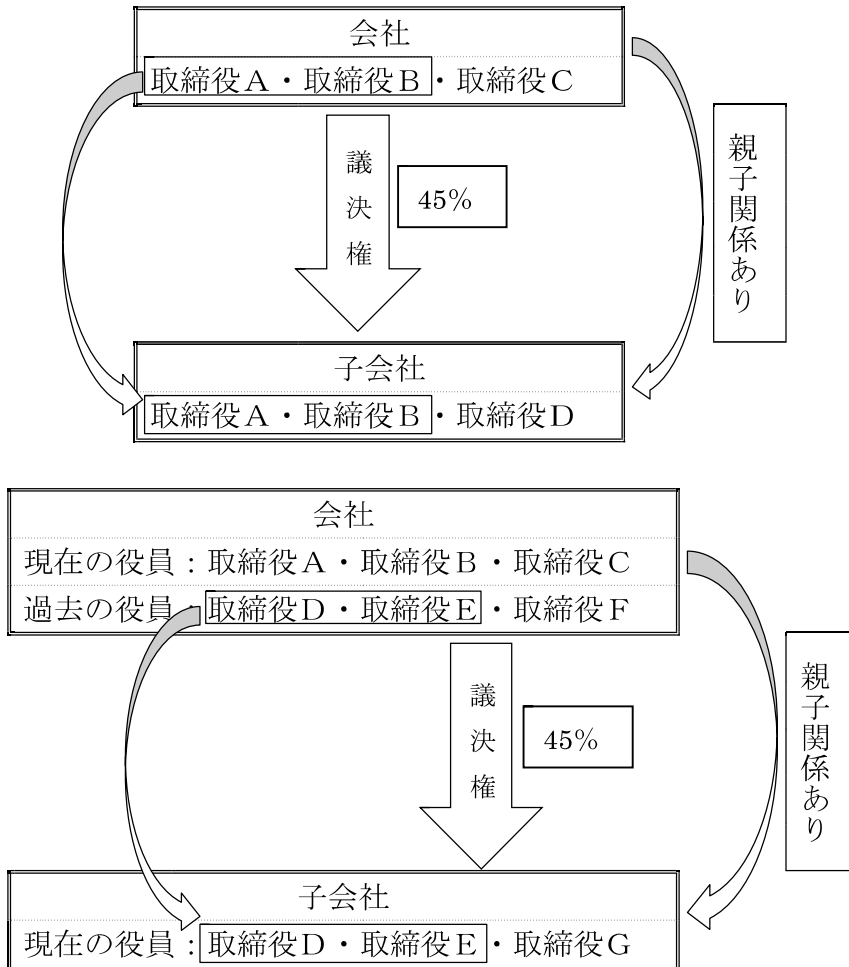 会社
取締役A・取締役B・取締役C
議決権
45%
親子関係あり
子会社
取締役A・取締役B・取締役D
会社
現在の役員：取締役A・取締役B・取締役C
過去の役員：取締役D・取締役E・取締役F
議決権
45%
親子関係あり
子会社
現在の役員：取締役D・取締役E・取締役G